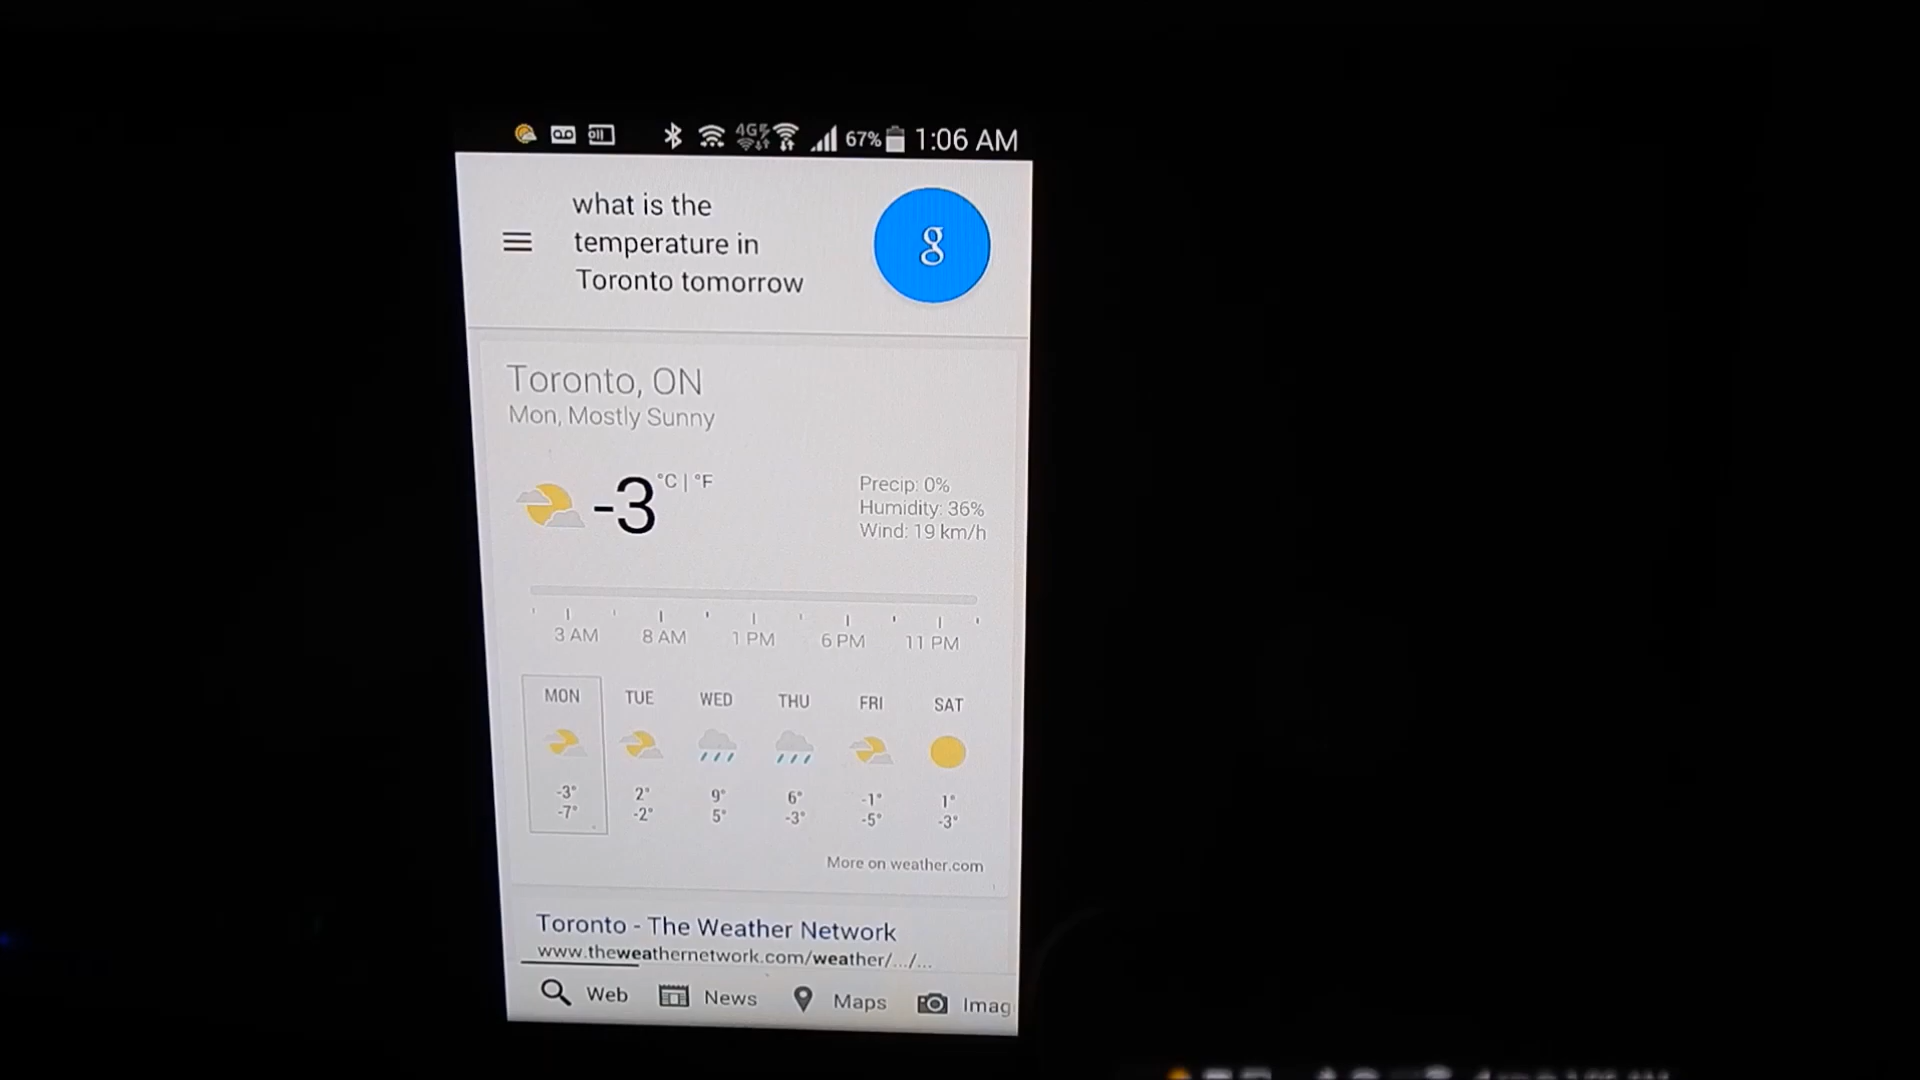 4G 67% 1:06 AM
what is the
temperature in
Toronto tomorrow
g
Toronto, ON
Mon, Mostly Sunny
-3 °C | °F
Precip: 0%
Humidity: 36%
Wind: 19 km/h
3 AM 8 AM 1 PM 6 PM 11 PM
MON TUE WED THU FRI SAT
-3° 2° 9° 6° -1° 1°
-7° -2° 5° -3° -5° -3°
More on weather.com
Toronto - The Weather Network
www.theweathernetwork.com/weather/.../...
Web News Maps Imag